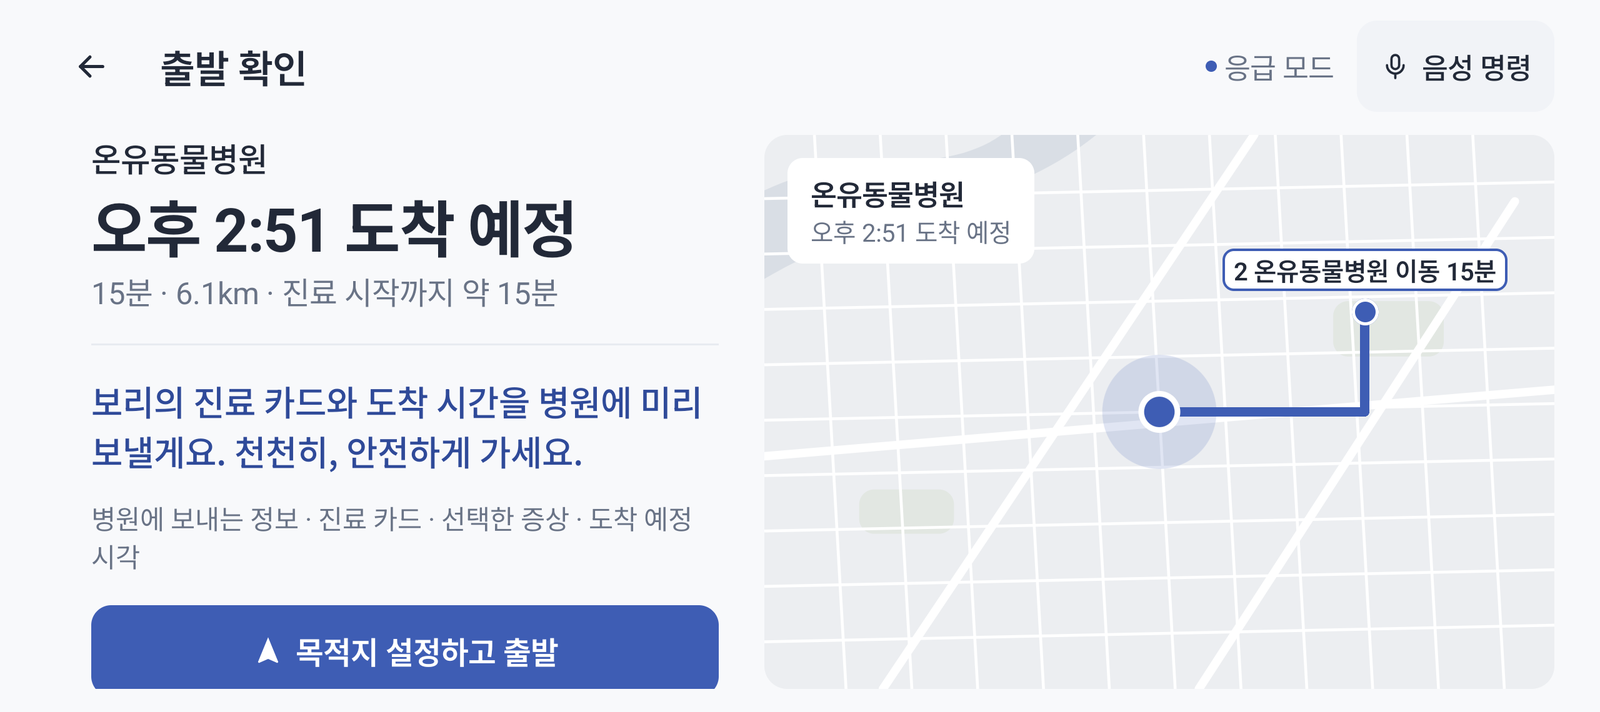 출발 확인
응급 모드
음성 명령
온유동물병원
오후 2:51 도착 예정
15분 · 6.1km · 진료 시작까지 약 15분
보리의 진료 카드와 도착 시간을 병원에 미리
보낼게요. 천천히, 안전하게 가세요.
병원에 보내는 정보 · 진료 카드 · 선택한 증상 · 도착 예정
시각
목적지 설정하고 출발
온유동물병원
오후 2:51 도착 예정
2 온유동물병원 이동 15분